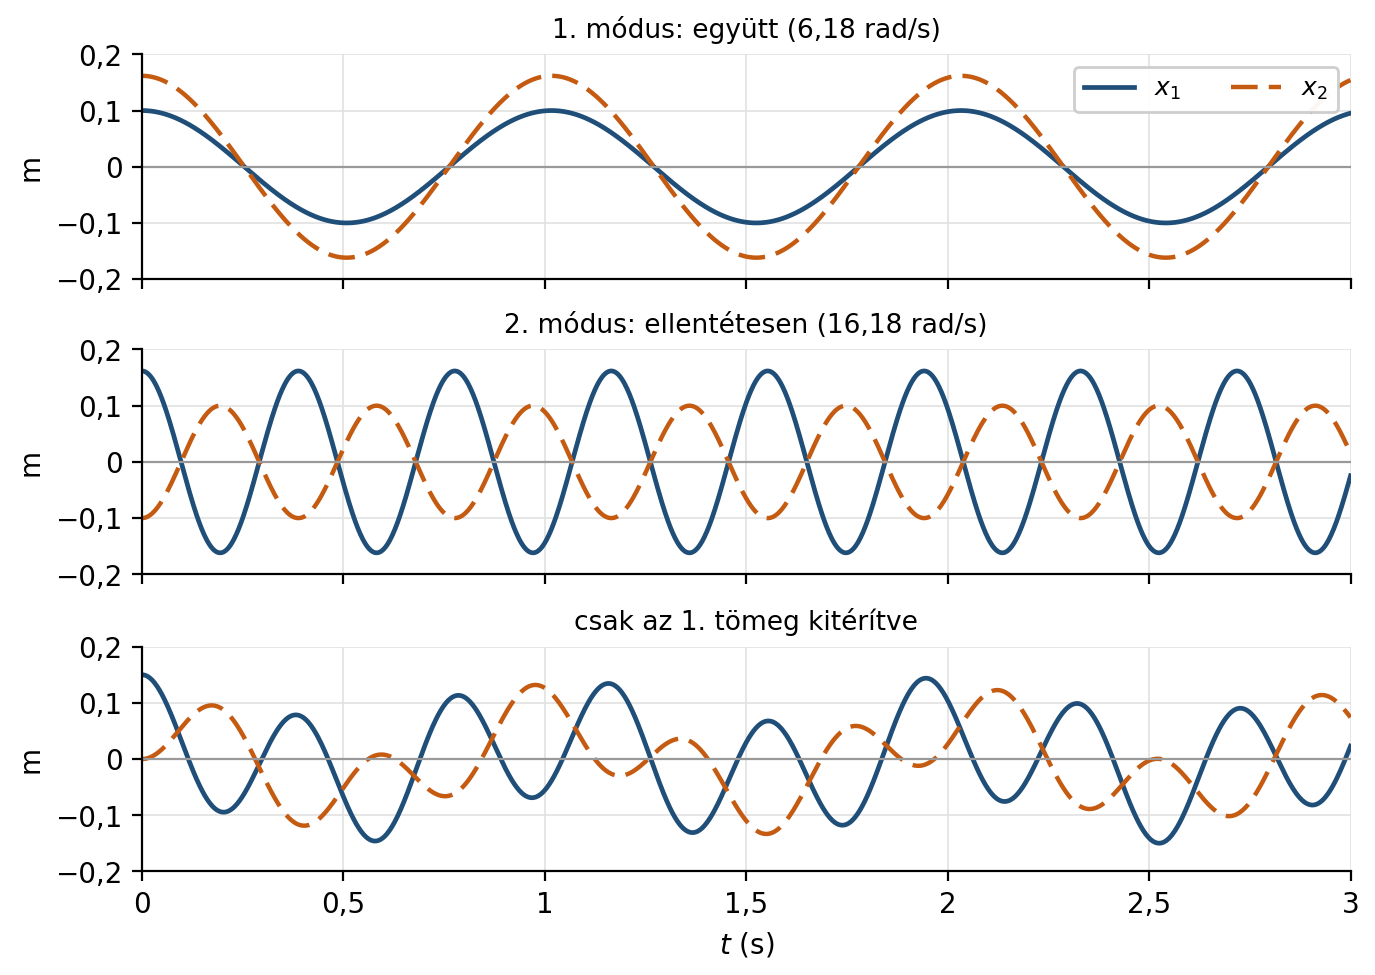 1. módus: együtt (6,18 rad/s)
0,2
0,1
0
−0,1
−0,2
m
x₁ x₂
2. módus: ellentétesen (16,18 rad/s)
0,2
0,1
0
−0,1
−0,2
m
csak az 1. tömeg kitérítve
0,2
0,1
0
−0,1
−0,2
m
0 0,5 1 1,5 2 2,5 3
t (s)